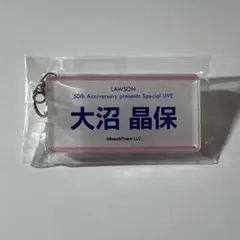 LAWSON
50th Anniversary presents Special LIVE
大沼 晶保